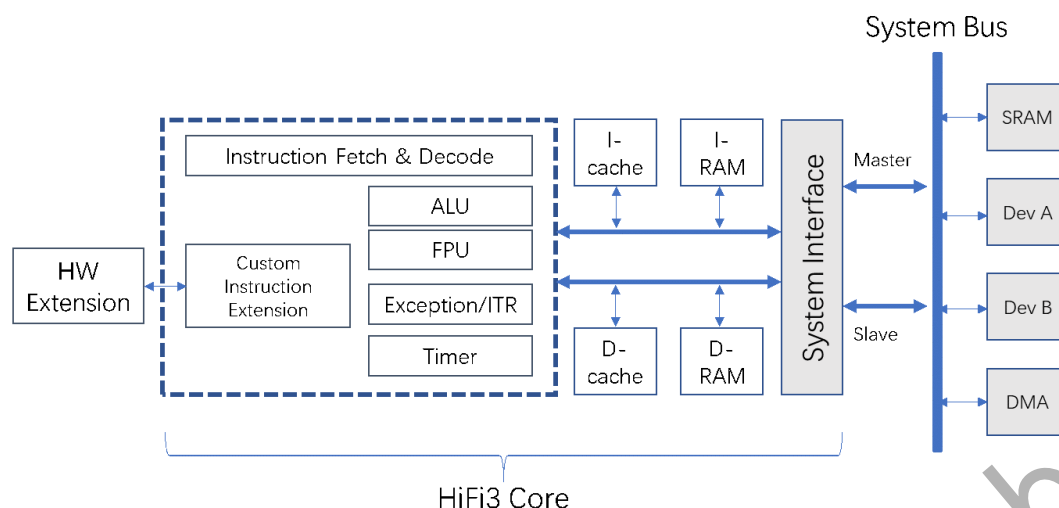 System Bus
Instruction Fetch & Decode
ALU
FPU
Custom
Instruction
Extension
Exception/ITR
Timer
HW
Extension
I-
cache
I-
RAM
D-
cache
D-
RAM
System Interface
Master
Slave
SRAM
Dev A
Dev B
DMA
HiFi3 Core